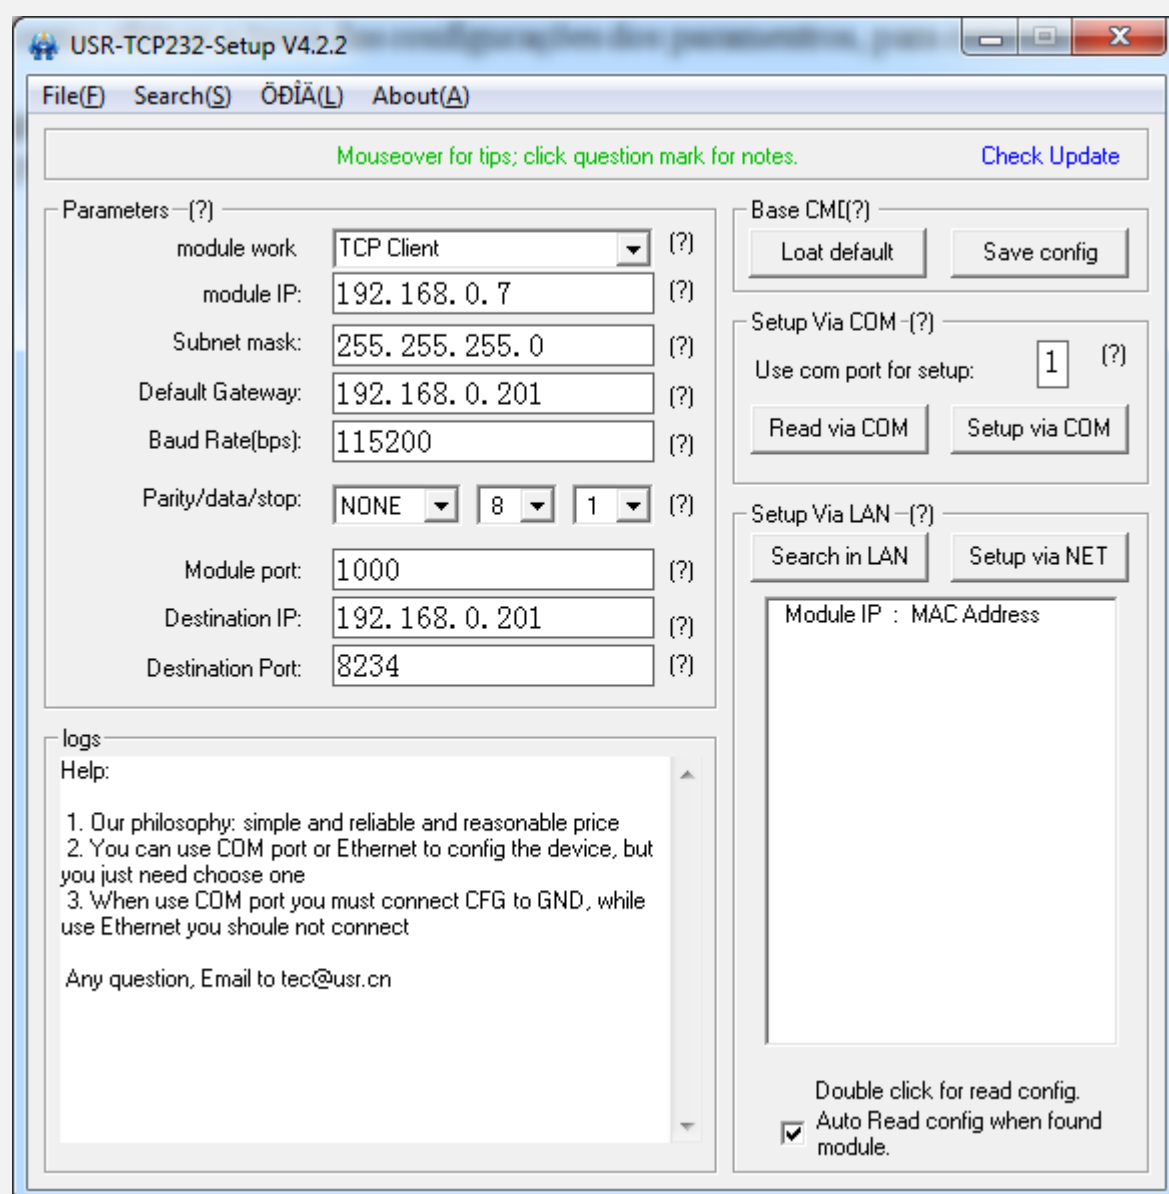 USR-TCP232-Setup V4.2.2
File(F) Search(S) ÖÐÎÄ(L) About(A)
Mouseover for tips; click question mark for notes. Check Update
Parameters (?)
module work TCP Client (?)
module IP: 192.168.0.7 (?)
Subnet mask: 255.255.255.0 (?)
Default Gateway: 192.168.0.201 (?)
Baud Rate(bps): 115200 (?)
Parity/data/stop: NONE 8 1 (?)
Module port: 1000 (?)
Destination IP: 192.168.0.201 (?)
Destination Port: 8234 (?)
Base CMD(?)
Loat default Save config
Setup Via COM (?)
Use com port for setup: 1 (?)
Read via COM Setup via COM
Setup Via LAN (?)
Search in LAN Setup via NET
Module IP : MAC Address
Double click for read config.
Auto Read config when found
module.
logs
Help:
1. Our philosophy: simple and reliable and reasonable price
2. You can use COM port or Ethernet to config the device, but
you just need choose one
3. When use COM port you must connect CFG to GND, while
use Ethernet you shoule not connect
Any question, Email to tec@usr.cn